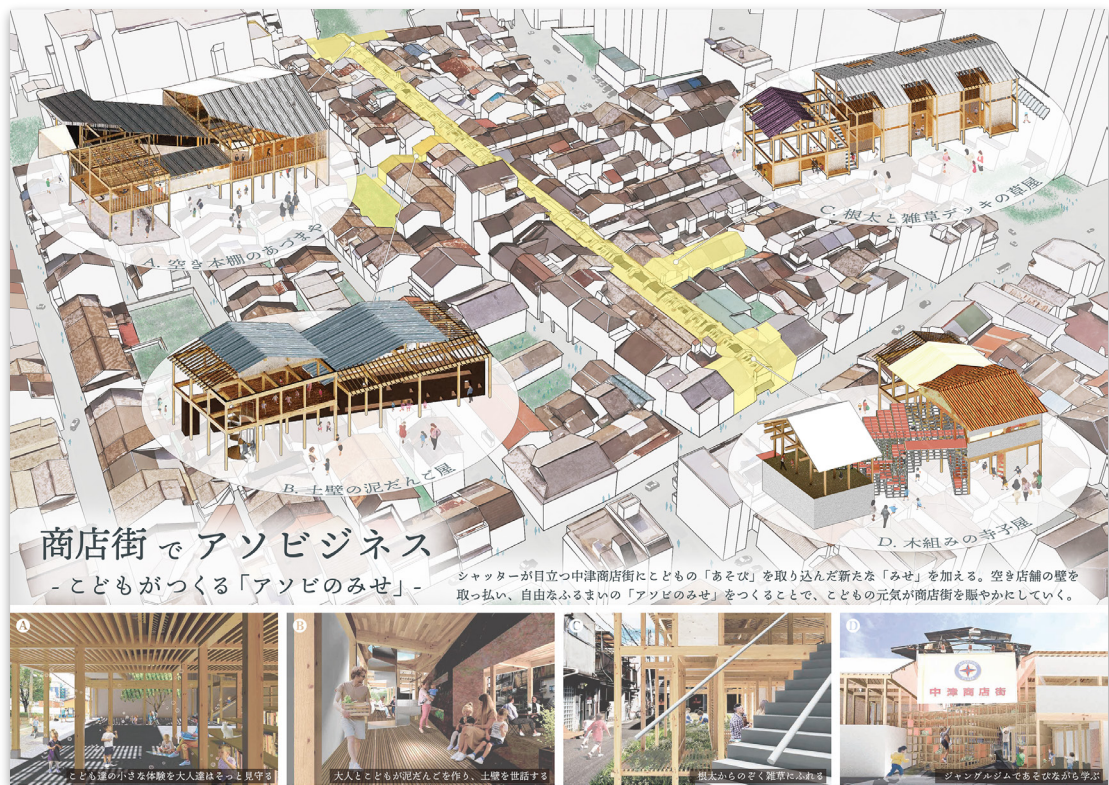 A. 空き本棚のあづまや
C. 根太と雑草デッキの草屋
B. 土壁の泥だんご屋
D. 木組みの寺子屋
商店街でアソビジネス
-こどもがつくる「アソビのみせ」-
シャッターが目立つ中津商店街にこどもの「あそび」を取り込んだ新たな「みせ」を加える。空き店舗の壁を
取っ払い、自由なふるまいの「アソビのみせ」をつくることで、こどもの元気が商店街を賑やかにしていく。
A
こども達の小さな体験を大人達はそっと見守る
B
大人とこどもが泥だんごを作り、土壁を世話する
C
根太からのぞく雑草にふれる
D
中津商店街
ジャングルジムであそびながら学ぶ